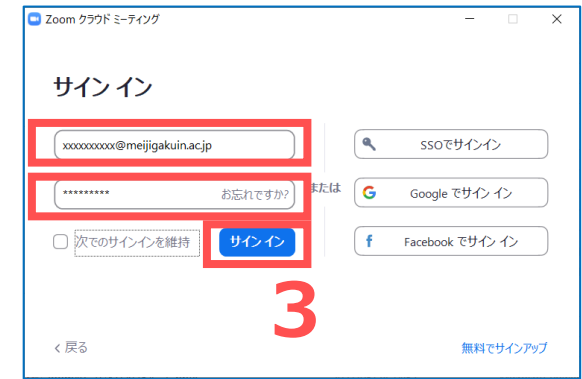 Zoom クラウド ミーティング
サイン イン
xxxxxxxxxx@meijigakuin.ac.jp
********* お忘れですか?
次でのサインインを維持
サイン イン
または
SSOでサインイン
Google でサイン イン
Facebook でサイン イン
3
戻る
無料でサインアップ